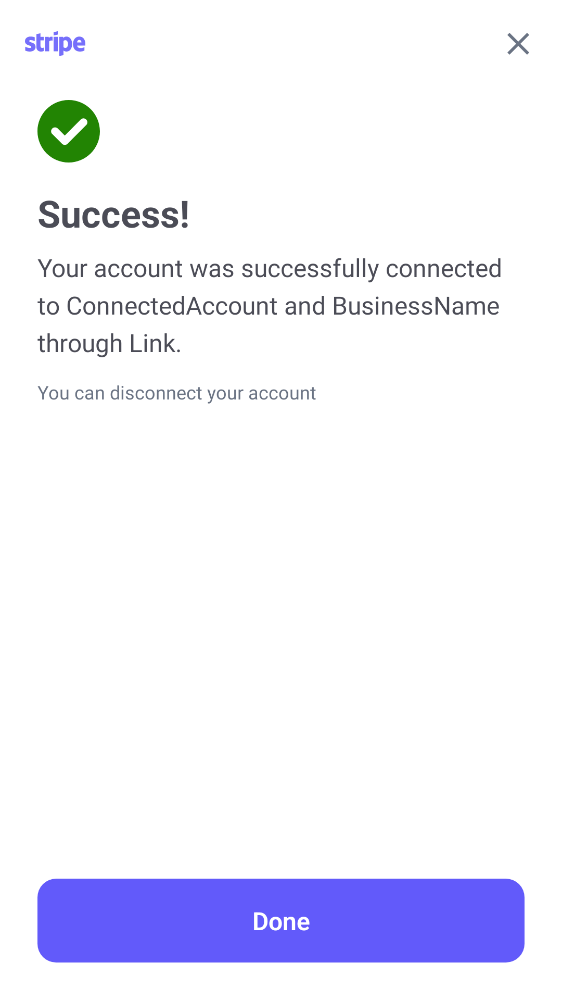 stripe
Success!
Your account was successfully connected
to ConnectedAccount and BusinessName
through Link.
You can disconnect your account
Done